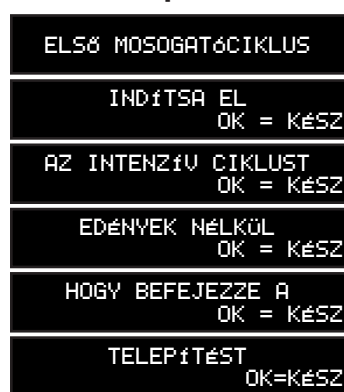 ELSő MOSOGATóCIKLUS
INDíTSA EL
OK = KéSZ
AZ INTENZíV CIKLUST
OK = KéSZ
EDéNYEK NéLKüL
OK = KéSZ
HOGY BEFEJEZZE A
OK = KéSZ
TELEPíTéST
OK=KéSZ